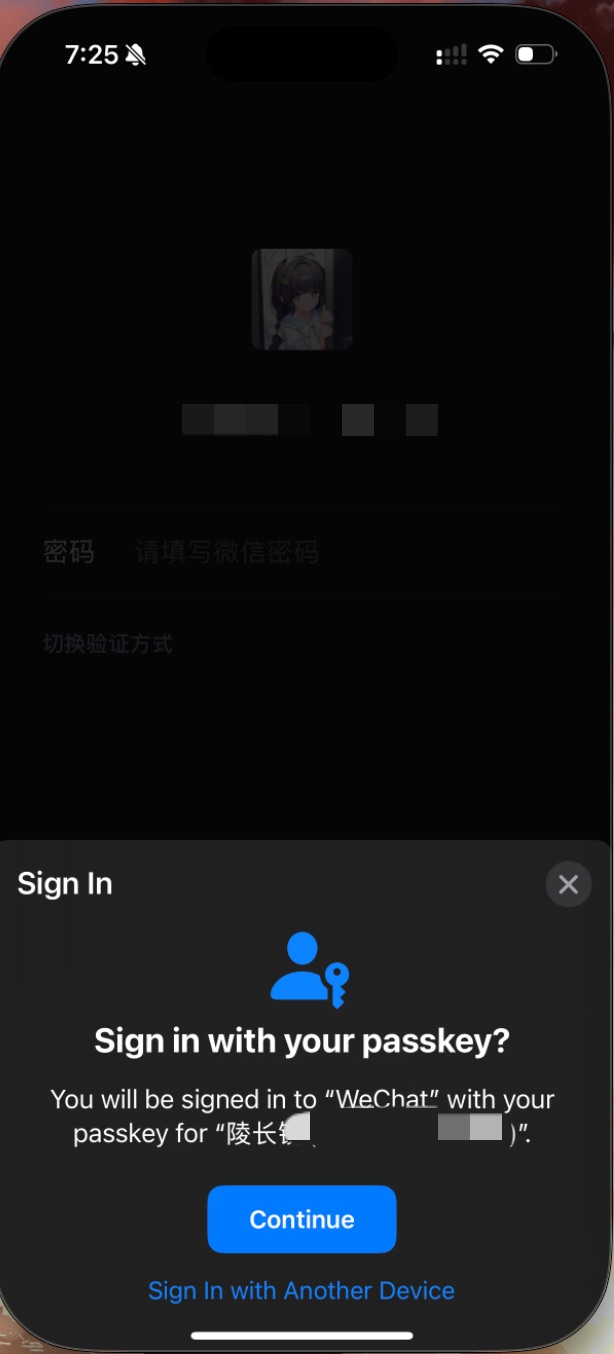 7:25
密码 请填写微信密码
切换验证方式
Sign In
Sign in with your passkey?
You will be signed in to “WeChat” with your
passkey for “陵长 )”.
Continue
Sign In with Another Device